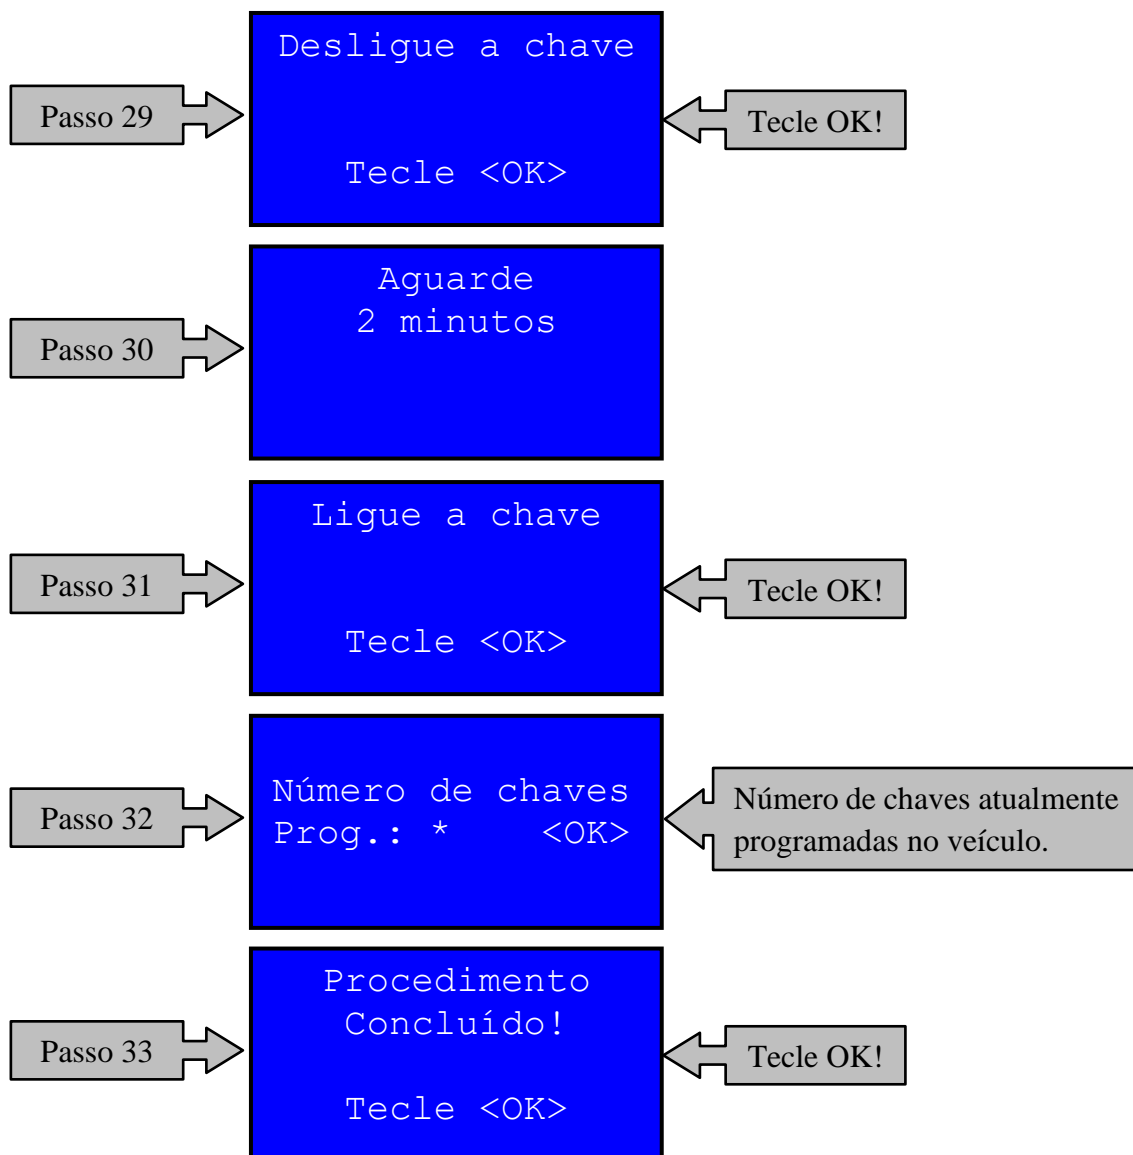 Desligue a chave
Passo 29
Tecle OK!
Tecle <OK>
Aguarde
2 minutos
Passo 30
Ligue a chave
Passo 31
Tecle OK!
Tecle <OK>
Número de chaves
Prog.: * <OK>
Passo 32
Número de chaves atualmente
programadas no veículo.
Procedimento
Concluído!
Passo 33
Tecle OK!
Tecle <OK>